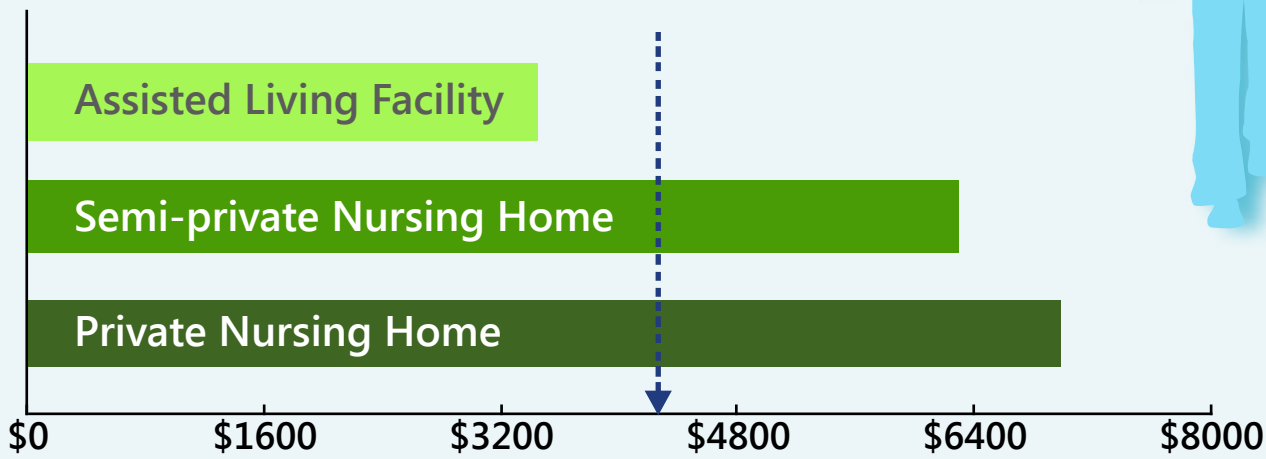 Assisted Living Facility
Semi-private Nursing Home
Private Nursing Home
$0 $1600 $3200 $4800 $6400 $8000